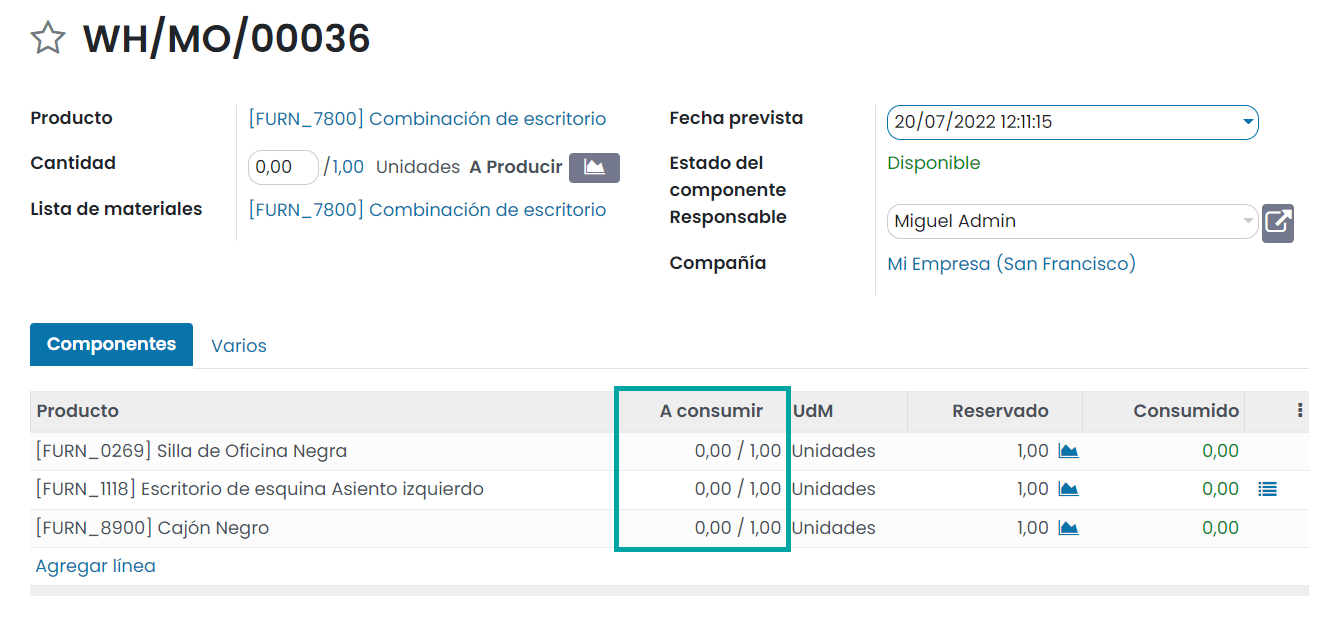 WH/MO/00036
Producto [FURN_7800] Combinación de escritorio
Cantidad 0,00 / 1,00 Unidades A Producir
Lista de materiales [FURN_7800] Combinación de escritorio
Fecha prevista 20/07/2022 12:11:15
Estado del componente Disponible
Responsable Miguel Admin
Compañía Mi Empresa (San Francisco)
Componentes Varios
Producto A consumir UdM Reservado Consumido
[FURN_0269] Silla de Oficina Negra 0,00 / 1,00 Unidades 1,00 0,00
[FURN_1118] Escritorio de esquina Asiento izquierdo 0,00 / 1,00 Unidades 1,00 0,00
[FURN_8900] Cajón Negro 0,00 / 1,00 Unidades 1,00 0,00
Agregar línea